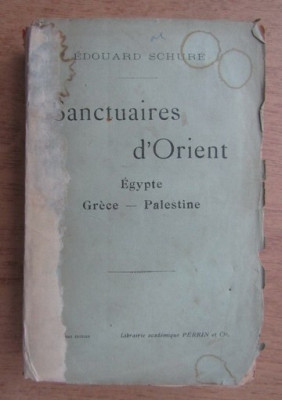 ÉDOUARD SCHURÉ
Sanctuaires
d'Orient
Égypte
Grèce — Palestine
Librairie académique PERRIN et Cie.